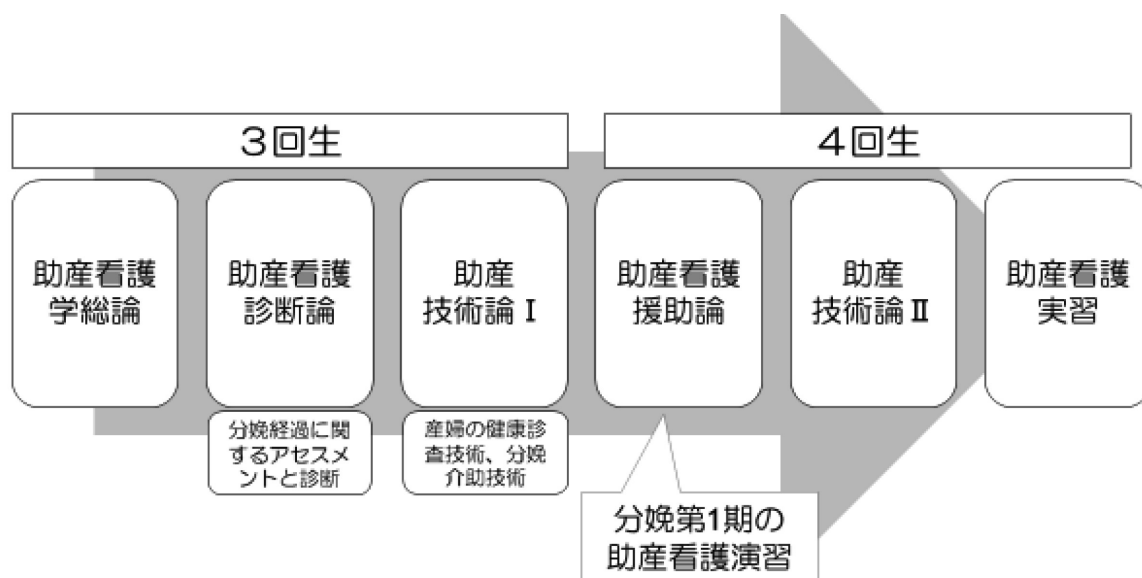 3回生
4回生
助産看護
学総論
助産看護
診断論
助産
技術論Ⅰ
助産看護
援助論
助産
技術論Ⅱ
助産看護
実習
分娩経過に関
するアセスメ
ントと診断
産婦の健康診
査技術、分娩
介助技術
分娩第1期の
助産看護演習